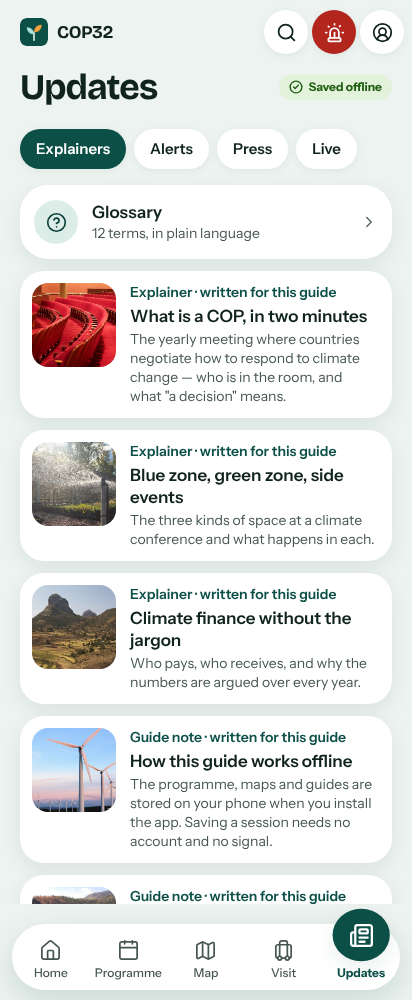 COP32
Updates
Saved offline
Explainers
Alerts
Press
Live
Glossary
12 terms, in plain language
Explainer · written for this guide
What is a COP, in two minutes
The yearly meeting where countries
negotiate how to respond to climate
change — who is in the room, and
what "a decision" means.
Explainer · written for this guide
Blue zone, green zone, side
events
The three kinds of space at a climate
conference and what happens in each.
Explainer · written for this guide
Climate finance without the
jargon
Who pays, who receives, and why the
numbers are argued over every year.
Guide note · written for this guide
How this guide works offline
The programme, maps and guides are
stored on your phone when you install
the app. Saving a session needs no
account and no signal.
Guide note · written for this guide
Home
Programme
Map
Visit
Updates